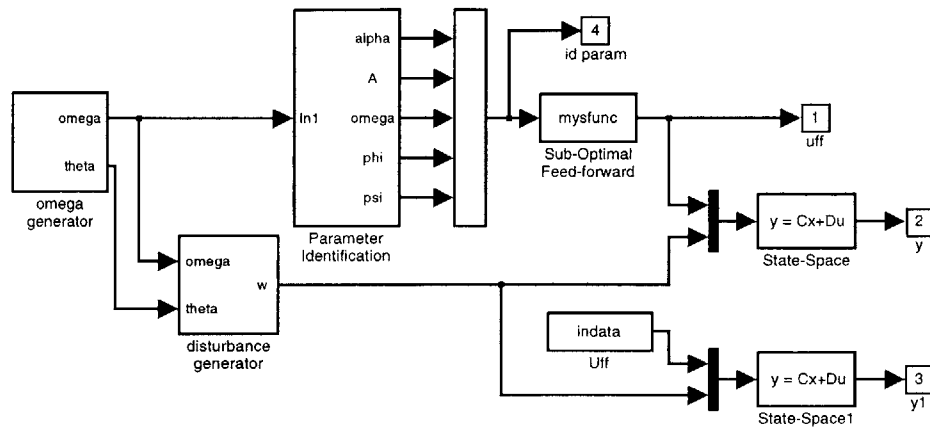 omega
theta
omega
generator
In1
alpha
A
omega
phi
psi
Parameter
Identification
4
id param
mysfunc
Sub-Optimal
Feed-forward
1
uff
omega
theta
w
disturbance
generator
y = Cx+Du
State-Space
2
y
indata
Uff
y = Cx+Du
State-Space1
3
y1